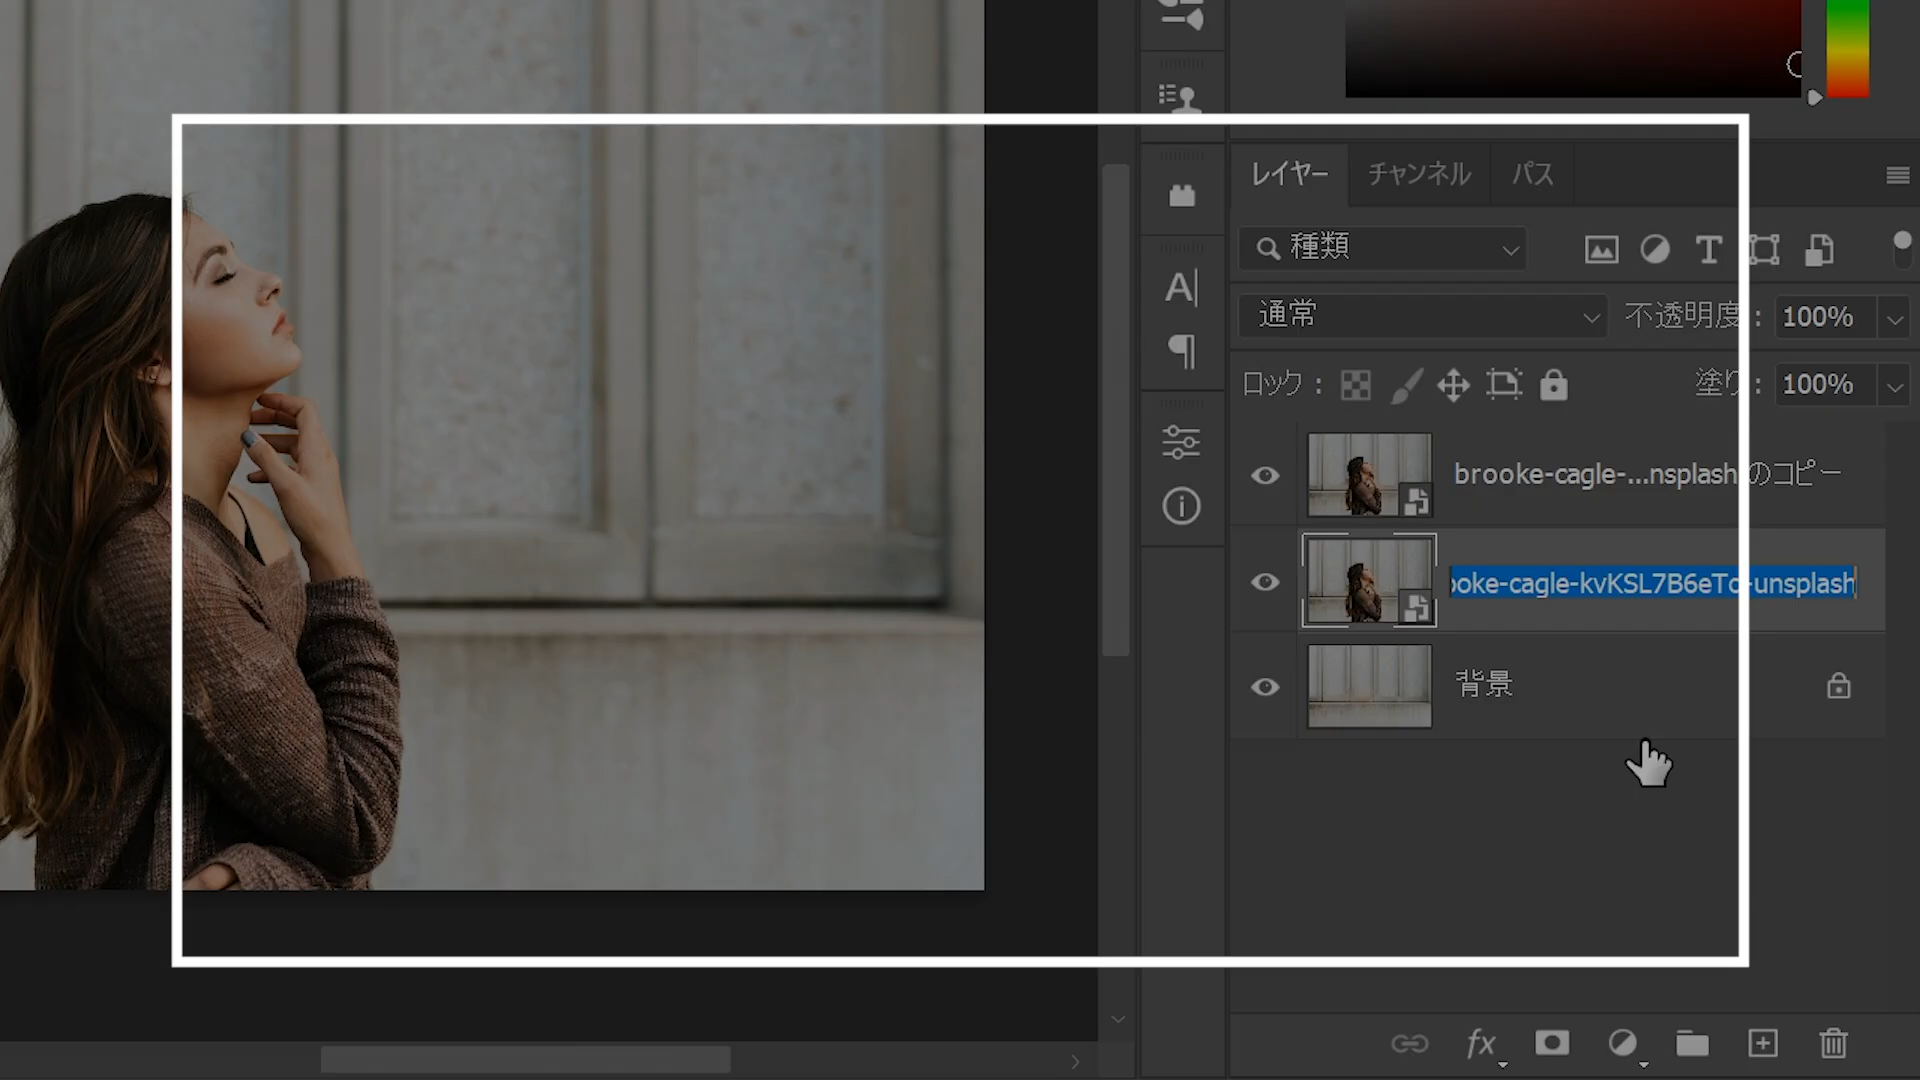 レイヤー チャンネル パス
種類
通常 不透明度 : 100%
ロック : 塗り : 100%
brooke-cagle-...nsplash のコピー
ooke-cagle-kvKSL7B6eTo-unsplash
背景
fx